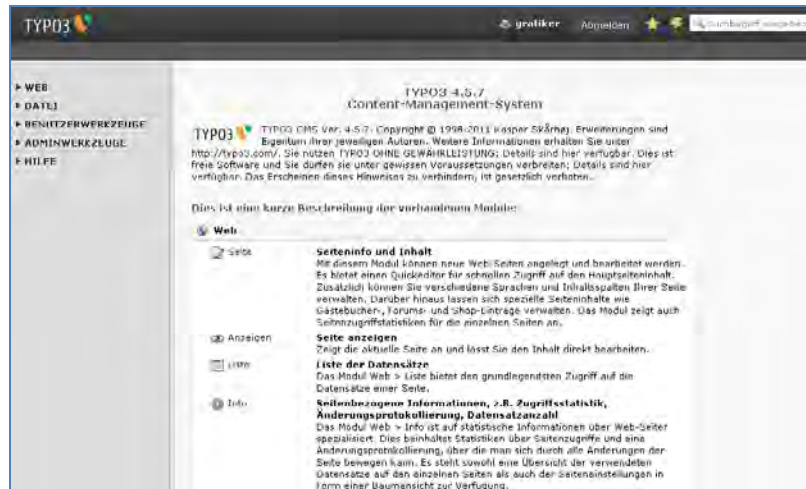 TYPO3
grafiker Abmelden
WEB
DATEI
BENUTZERWERKZEUGE
ADMINWERKZEUGE
HILFE
TYPO3 4.5.7
Content-Management-System
TYPO3 TYPO3 CMS Ver. 4.5.7. Copyright © 1998-2011 Kasper Skårhøj. Erweiterungen sind
Eigentum ihrer jeweiligen Autoren. Weitere Informationen erhalten Sie unter
http://typo3.com/. Sie nutzen TYPO3 OHNE GEWÄHRLEISTUNG; Details sind hier verfügbar. Dies ist
freie Software und Sie dürfen sie unter gewissen Voraussetzungen verbreiten; Details sind hier
verfügbar. Das Erscheinen dieses Hinweises zu verhindern, ist gesetzlich verboten.
Dies ist eine kurze Beschreibung der vorhandenen Module:
Web
Seite Seiteninfo und Inhalt
Mit diesem Modul können neue Web-Seiten angelegt und bearbeitet werden.
Es bietet einen Quickeditor für schnellen Zugriff auf den Hauptseiteninhalt.
Zusätzlich können Sie verschiedene Sprachen und Inhaltsspalten Ihrer Seite
verwalten. Darüber hinaus lassen sich spezielle Seiteninhalte wie
Gästebücher-, Forums- und Shop-Einträge verwalten. Das Modul zeigt auch
Seitenzugriffstatistiken für die einzelnen Seiten an.
Anzeigen Seite anzeigen
Zeigt die aktuelle Seite an und lässt Sie den Inhalt direkt bearbeiten.
Liste Liste der Datensätze
Das Modul Web > Liste bietet den grundlegendsten Zugriff auf die
Datensätze einer Seite.
Info Seitenbezogene Informationen, z.B. Zugriffsstatistik,
Änderungsprotokollierung, Datensatzanzahl
Das Modul Web > Info ist auf statistische Informationen über Web-Seiten
spezialisiert. Dies beinhaltet Statistiken über Seitenzugriffe und eine
Änderungsprotokollierung, über die man sich durch alle Änderungen der
Seite bewegen kann. Es steht sowohl eine Übersicht der verwendeten
Datensätze auf den einzelnen Seiten als auch der Seiteneinstellungen in
Form einer Baumansicht zur Verfügung.